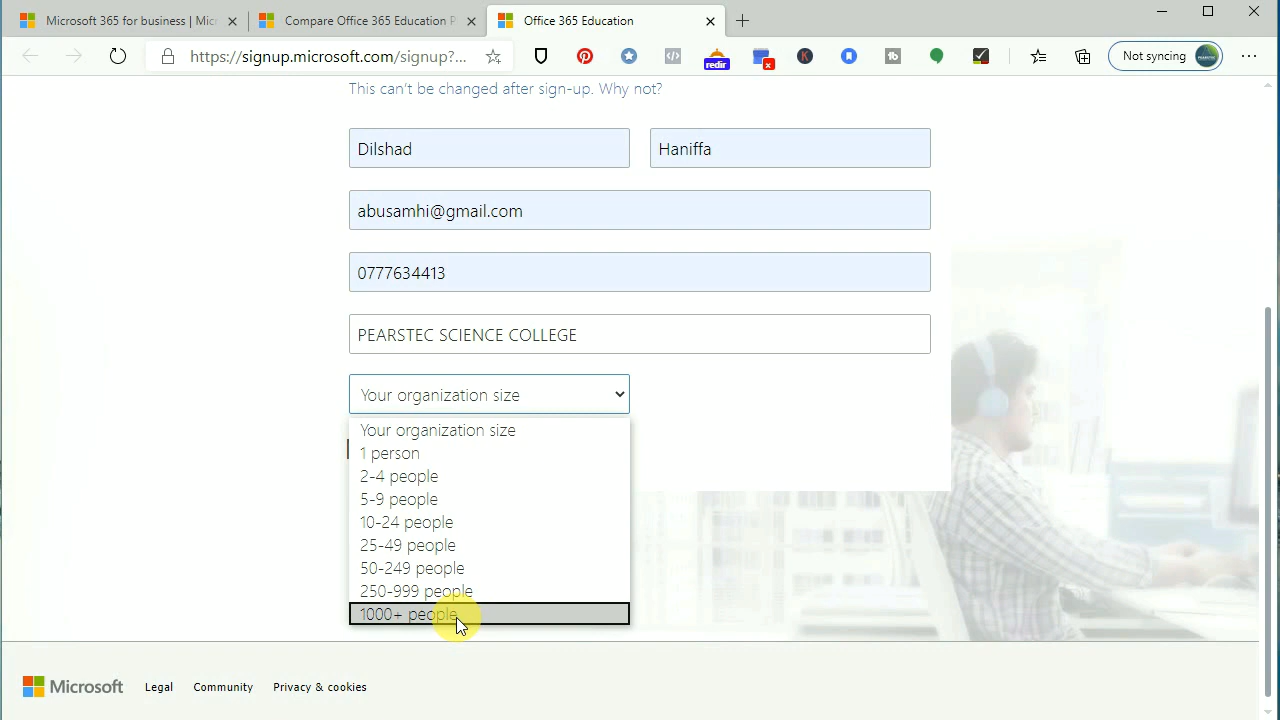 Microsoft 365 for business | Micr
Compare Office 365 Education P
Office 365 Education
https://signup.microsoft.com/signup?...
redir
K
Not syncing
This can't be changed after sign-up. Why not?
Dilshad
Haniffa
abusamhi@gmail.com
0777634413
PEARSTEC SCIENCE COLLEGE
Your organization size
Your organization size
1 person
2-4 people
5-9 people
10-24 people
25-49 people
50-249 people
250-999 people
1000+ people
Microsoft
Legal
Community
Privacy & cookies